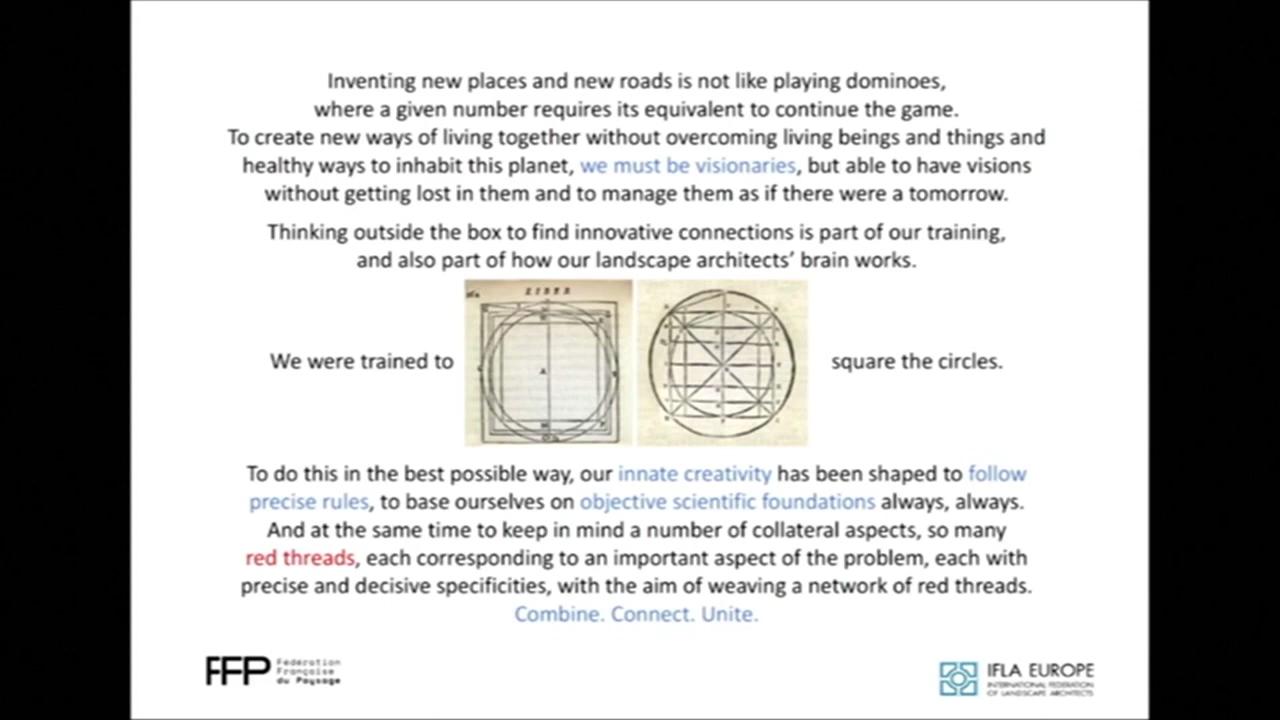 Inventing new places and new roads is not like playing dominoes,
where a given number requires its equivalent to continue the game.
To create new ways of living together without overcoming living beings and things and
healthy ways to inhabit this planet, we must be visionaries, but able to have visions
without getting lost in them and to manage them as if there were a tomorrow.
Thinking outside the box to find innovative connections is part of our training,
and also part of how our landscape architects' brain works.
LIBER
We were trained to
square the circles.
To do this in the best possible way, our innate creativity has been shaped to follow
precise rules, to base ourselves on objective scientific foundations always, always.
And at the same time to keep in mind a number of collateral aspects, so many
red threads, each corresponding to an important aspect of the problem, each with
precise and decisive specificities, with the aim of weaving a network of red threads.
Combine. Connect. Unite.
FFP
Fédération
Française
du Paysage
IFLA EUROPE
INTERNATIONAL FEDERATION
OF LANDSCAPE ARCHITECTS